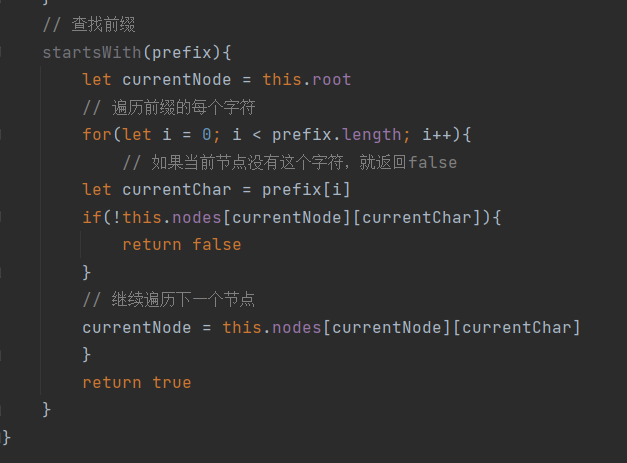 }
// 查找前缀
startsWith(prefix){
let currentNode = this.root
// 遍历前缀的每个字符
for(let i = 0; i < prefix.length; i++){
// 如果当前节点没有这个字符，就返回false
let currentChar = prefix[i]
if(!this.nodes[currentNode][currentChar]){
return false
}
// 继续遍历下一个节点
currentNode = this.nodes[currentNode][currentChar]
}
return true
}
}